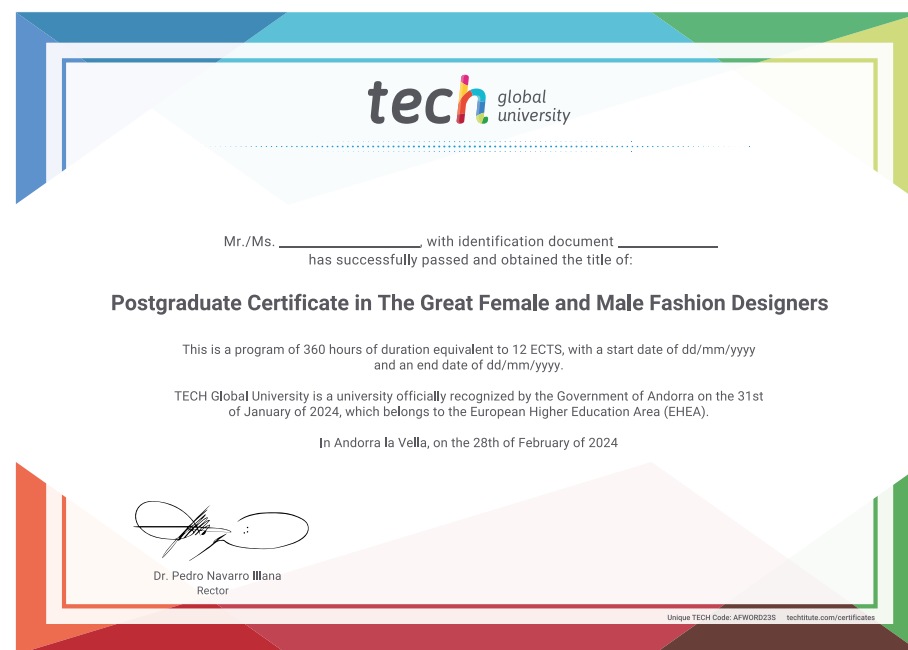 tech global
university
Mr./Ms. ____________, with identification document ____________
has successfully passed and obtained the title of:
Postgraduate Certificate in The Great Female and Male Fashion Designers
This is a program of 360 hours of duration equivalent to 12 ECTS, with a start date of dd/mm/yyyy
and an end date of dd/mm/yyyy.
TECH Global University is a university officially recognized by the Government of Andorra on the 31st
of January of 2024, which belongs to the European Higher Education Area (EHEA).
In Andorra la Vella, on the 28th of February of 2024
Dr. Pedro Navarro Illana
Rector
Unique TECH Code: AFWORD23S techtitute.com/certificates